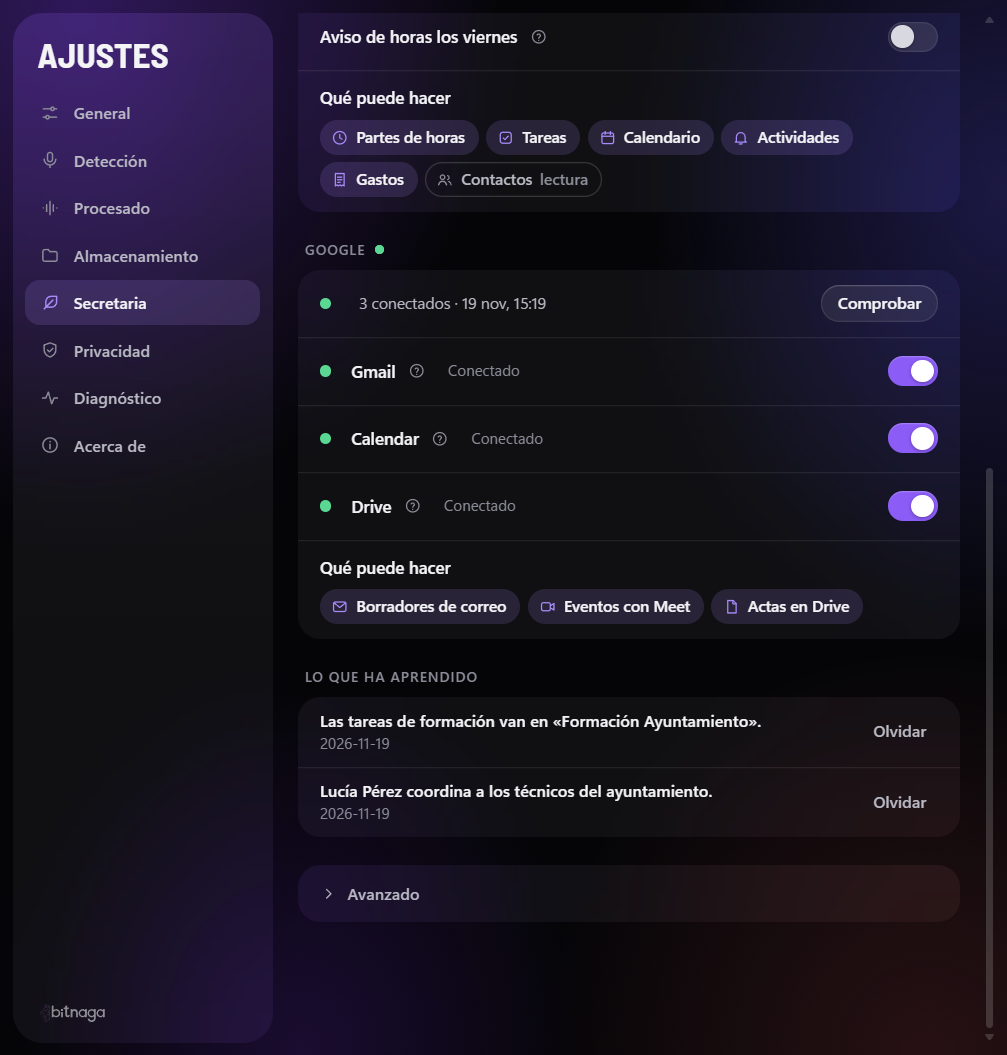 AJUSTES
General
Detección
Procesado
Almacenamiento
Secretaria
Privacidad
Diagnóstico
Acerca de
bitnaga
Aviso de horas los viernes ?
Qué puede hacer
Partes de horas Tareas Calendario Actividades
Gastos Contactos lectura
GOOGLE
3 conectados · 19 nov, 15:19 Comprobar
Gmail ? Conectado
Calendar ? Conectado
Drive ? Conectado
Qué puede hacer
Borradores de correo Eventos con Meet Actas en Drive
LO QUE HA APRENDIDO
Las tareas de formación van en «Formación Ayuntamiento».
2026-11-19
Olvidar
Lucía Pérez coordina a los técnicos del ayuntamiento.
2026-11-19
Olvidar
Avanzado